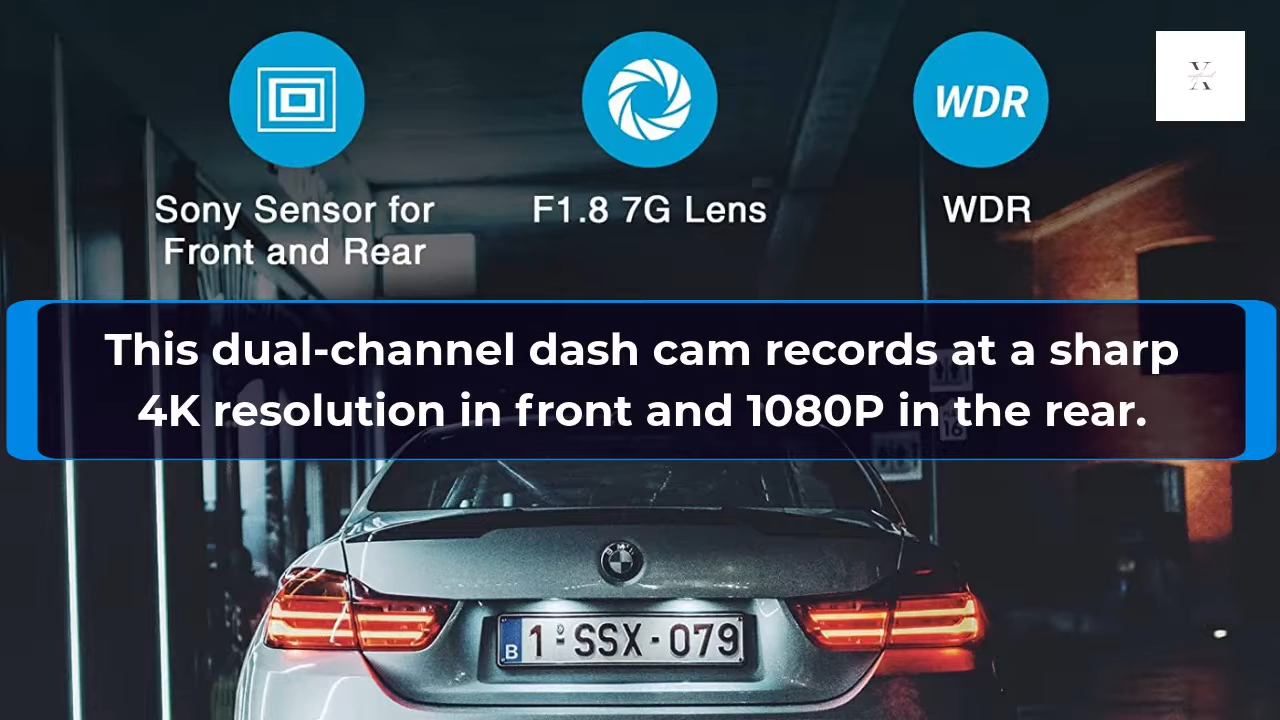 WDR
Sony Sensor for
Front and Rear
F1.8 7G Lens
WDR
This dual-channel dash cam records at a sharp
4K resolution in front and 1080P in the rear.
BMW
B 1-SSX-079
X